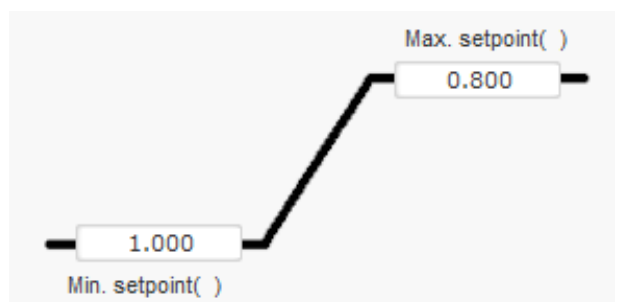 Max. setpoint( )
0.800
1.000
Min. setpoint( )